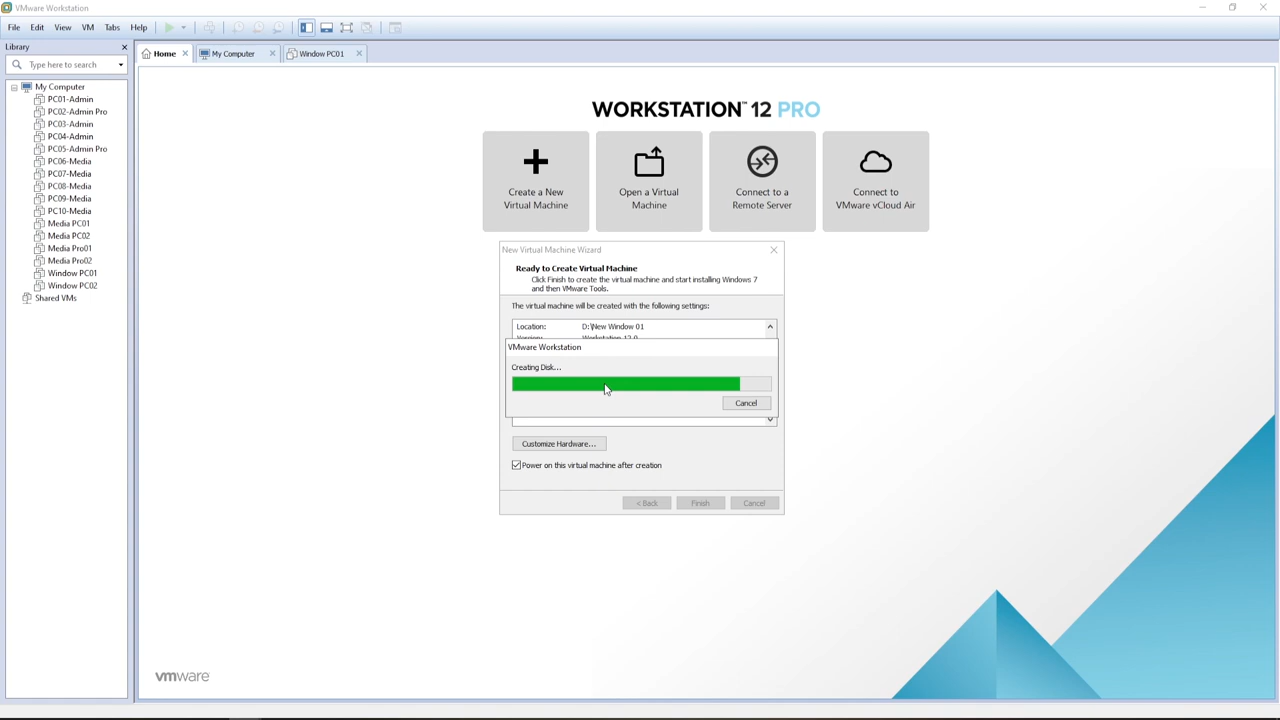 VMware Workstation
File Edit View VM Tabs Help
Library
Type here to search
Home
My Computer
Window PC01
My Computer
PC01-Admin
PC02-Admin Pro
PC03-Admin
PC04-Admin
PC05-Admin Pro
PC06-Media
PC07-Media
PC08-Media
PC09-Media
PC10-Media
Media PC01
Media PC02
Media Pro01
Media Pro02
Window PC01
Window PC02
Shared VMs
WORKSTATION™ 12 PRO
Create a New
Virtual Machine
Open a Virtual
Machine
Connect to a
Remote Server
Connect to
VMware vCloud Air
New Virtual Machine Wizard
Ready to Create Virtual Machine
Click Finish to create the virtual machine and start installing Windows 7
and then VMware Tools.
The virtual machine will be created with the following settings:
Location: D:\New Window 01
Version: Workstation 12.0
VMware Workstation
Creating Disk...
Cancel
Customize Hardware...
Power on this virtual machine after creation
< Back Finish Cancel
vmware